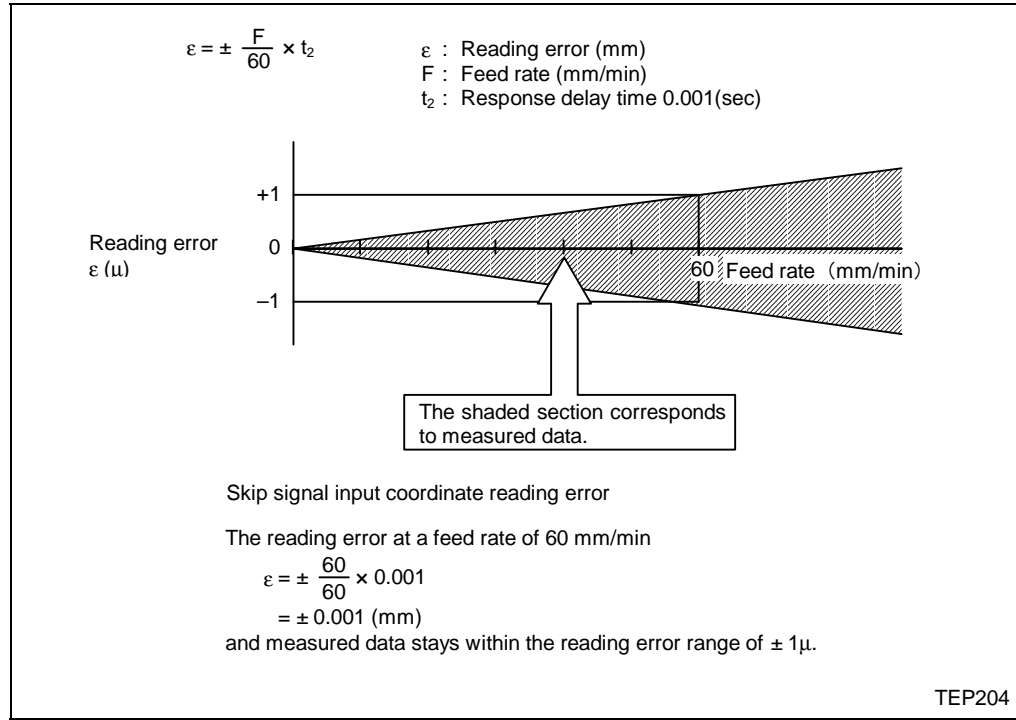 ε = ± F/60 × t₂
ε : Reading error (mm)
F : Feed rate (mm/min)
t₂ : Response delay time 0.001(sec)
+1
Reading error
ε (μ)
0
60 Feed rate（mm/min）
–1
The shaded section corresponds
to measured data.
Skip signal input coordinate reading error
The reading error at a feed rate of 60 mm/min
ε = ± 60/60 × 0.001
= ± 0.001 (mm)
and measured data stays within the reading error range of ± 1μ.
TEP204